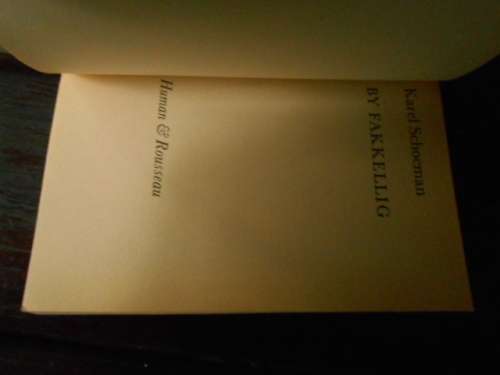 Karel Schoeman
BY FAKKELLIG
Human & Rousseau